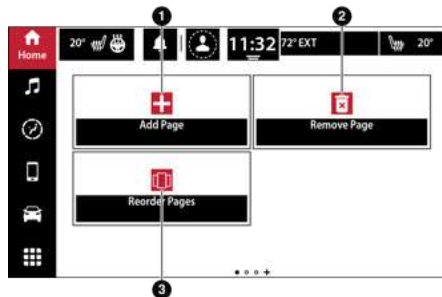 1
2
Home
20°
11:32
72° EXT
20°
Add Page
Remove Page
Reorder Pages
3